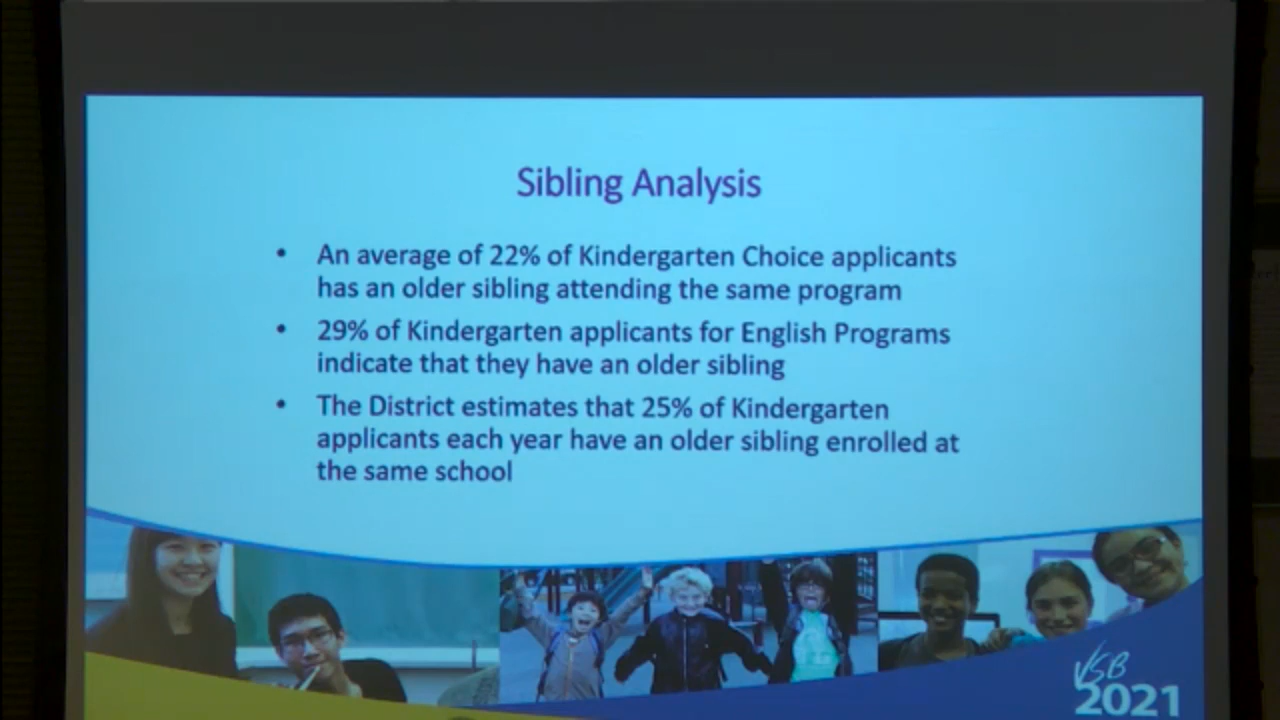 Sibling Analysis
• An average of 22% of Kindergarten Choice applicants
has an older sibling attending the same program
• 29% of Kindergarten applicants for English Programs
indicate that they have an older sibling
• The District estimates that 25% of Kindergarten
applicants each year have an older sibling enrolled at
the same school
VSB
2021